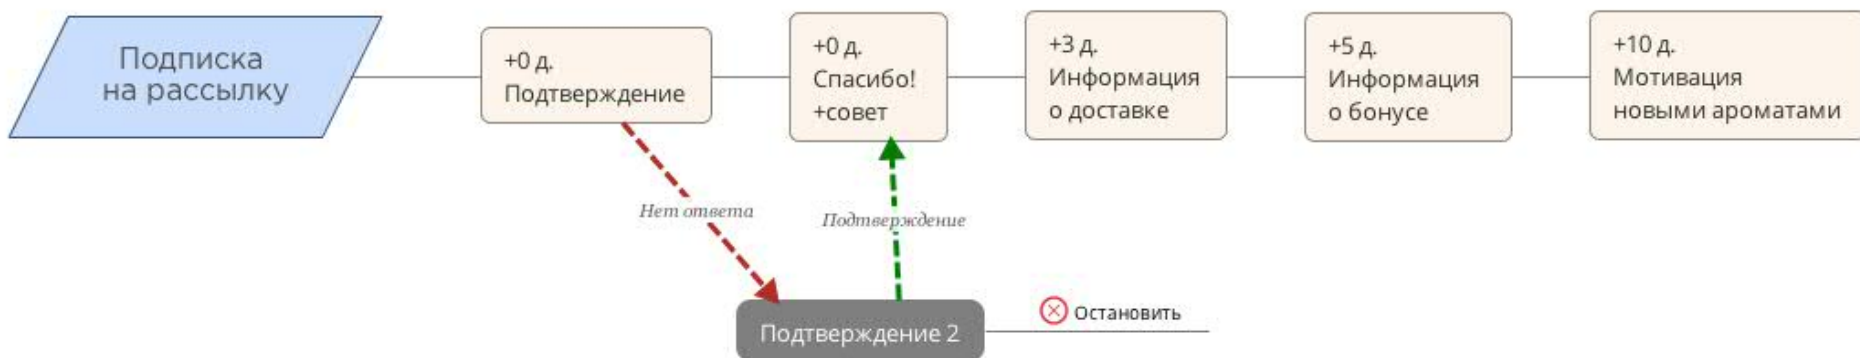 Подписка
на рассылку
+0 д.
Подтверждение
+0 д.
Спасибо!
+совет
+3 д.
Информация
о доставке
+5 д.
Информация
о бонусе
+10 д.
Мотивация
новыми ароматами
Нет ответа
Подтверждение
Подтверждение 2
Остановить